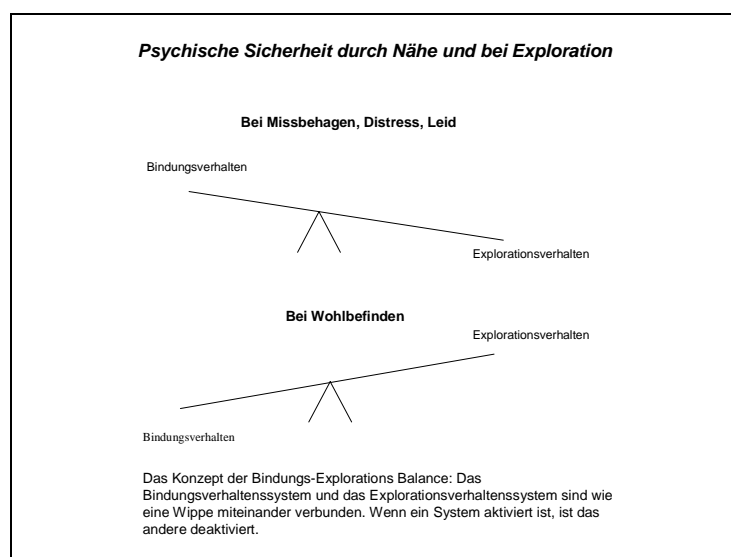 Psychische Sicherheit durch Nähe und bei Exploration
Bei Missbehagen, Distress, Leid
Bindungsverhalten
Explorationsverhalten
Bei Wohlbefinden
Explorationsverhalten
Bindungsverhalten
Das Konzept der Bindungs-Explorations Balance: Das
Bindungsverhaltenssystem und das Explorationsverhaltenssystem sind wie
eine Wippe miteinander verbunden. Wenn ein System aktiviert ist, ist das
andere deaktiviert.